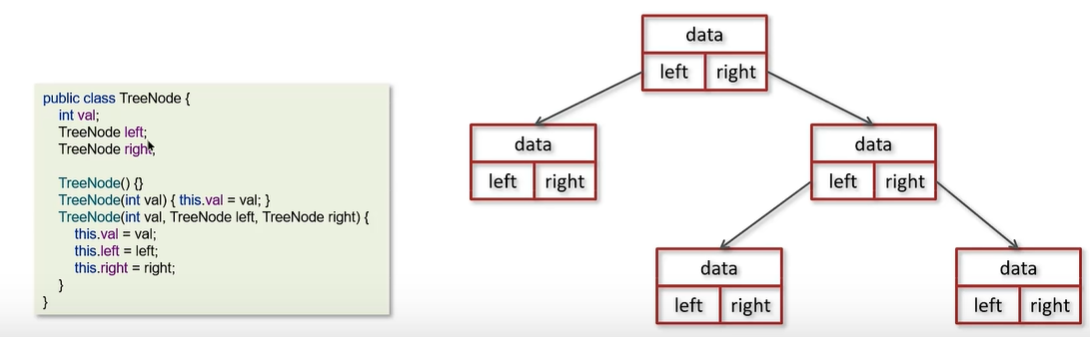 public class TreeNode {
int val;
TreeNode left;
TreeNode right;
TreeNode() {}
TreeNode(int val) { this.val = val; }
TreeNode(int val, TreeNode left, TreeNode right) {
this.val = val;
this.left = left;
this.right = right;
}
}
data
left right
data
left right
data
left right
data
left right
data
left right